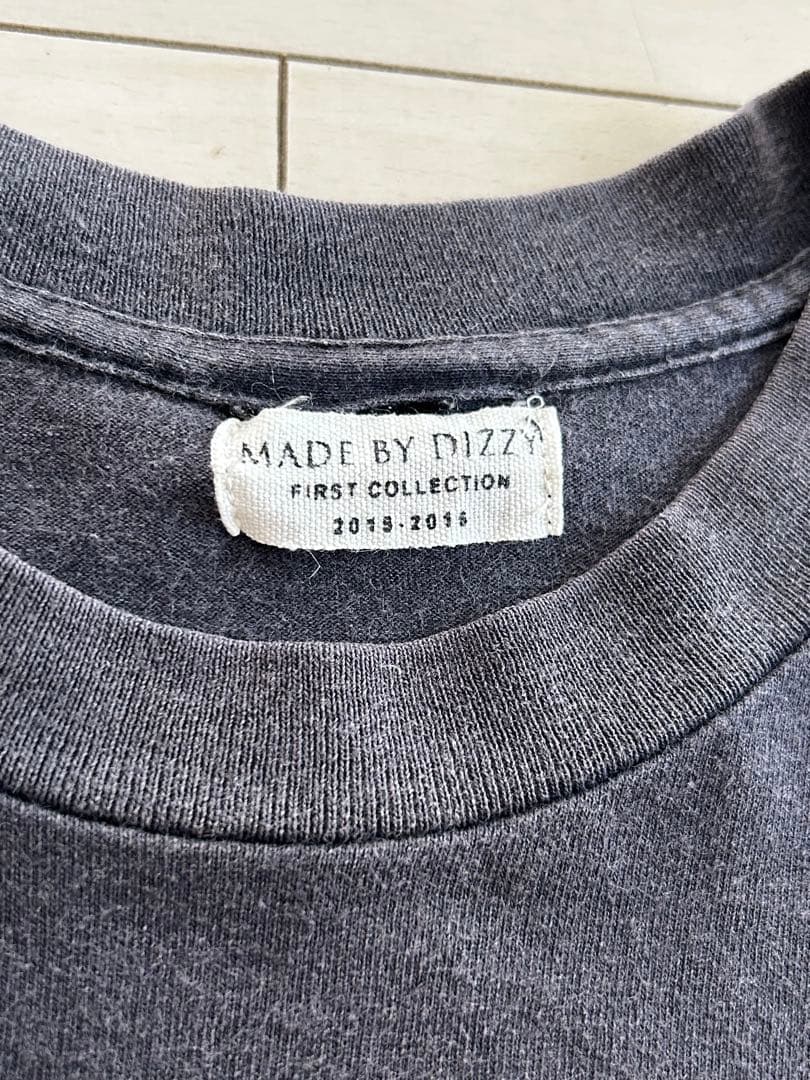 MADE BY DIZZY
FIRST COLLECTION
2015-2016